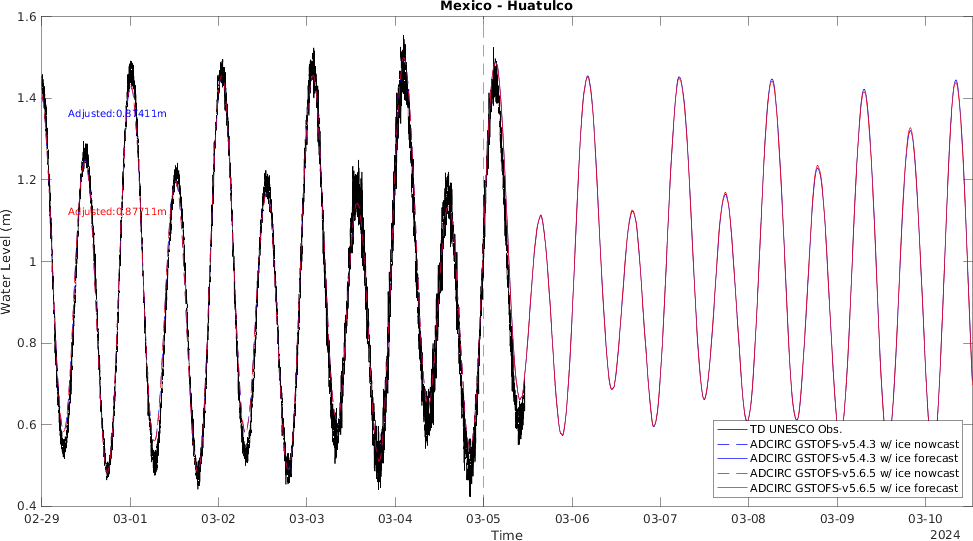 Mexico - Huatulco
1.6
1.4
1.2
1
0.8
0.6
0.4
Water Level (m)
Adjusted:0.87411m
Adjusted:0.87711m
TD UNESCO Obs.
ADCIRC GSTOFS-v5.4.3 w/ ice nowcast
ADCIRC GSTOFS-v5.4.3 w/ ice forecast
ADCIRC GSTOFS-v5.6.5 w/ ice nowcast
ADCIRC GSTOFS-v5.6.5 w/ ice forecast
02-29 03-01 03-02 03-03 03-04 03-05 03-06 03-07 03-08 03-09 03-10
Time
2024